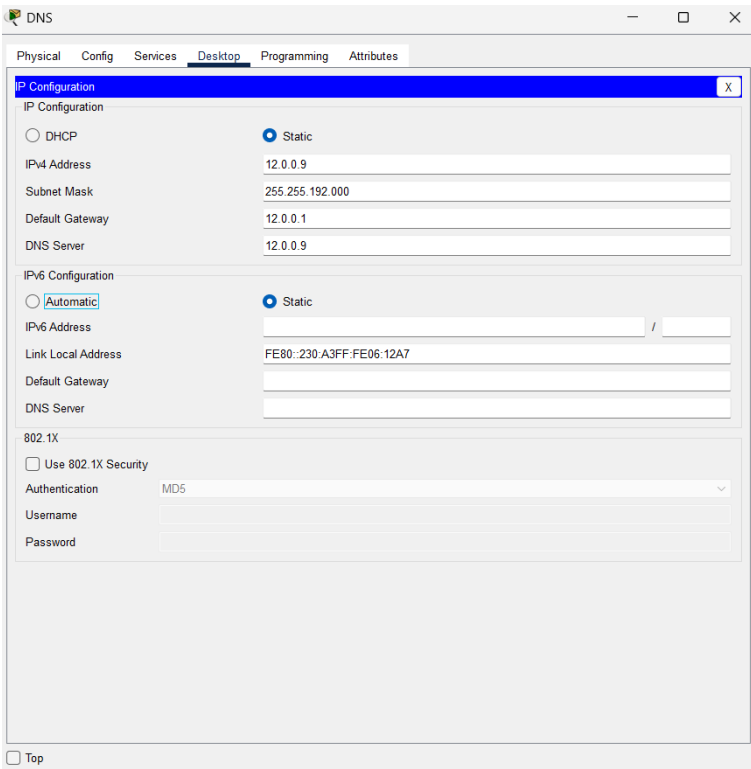 DNS
Physical Config Services Desktop Programming Attributes
IP Configuration X
IP Configuration
DHCP Static
IPv4 Address 12.0.0.9
Subnet Mask 255.255.192.000
Default Gateway 12.0.0.1
DNS Server 12.0.0.9
IPv6 Configuration
Automatic Static
IPv6 Address /
Link Local Address FE80::230:A3FF:FE06:12A7
Default Gateway
DNS Server
802.1X
Use 802.1X Security
Authentication MD5
Username
Password
Top